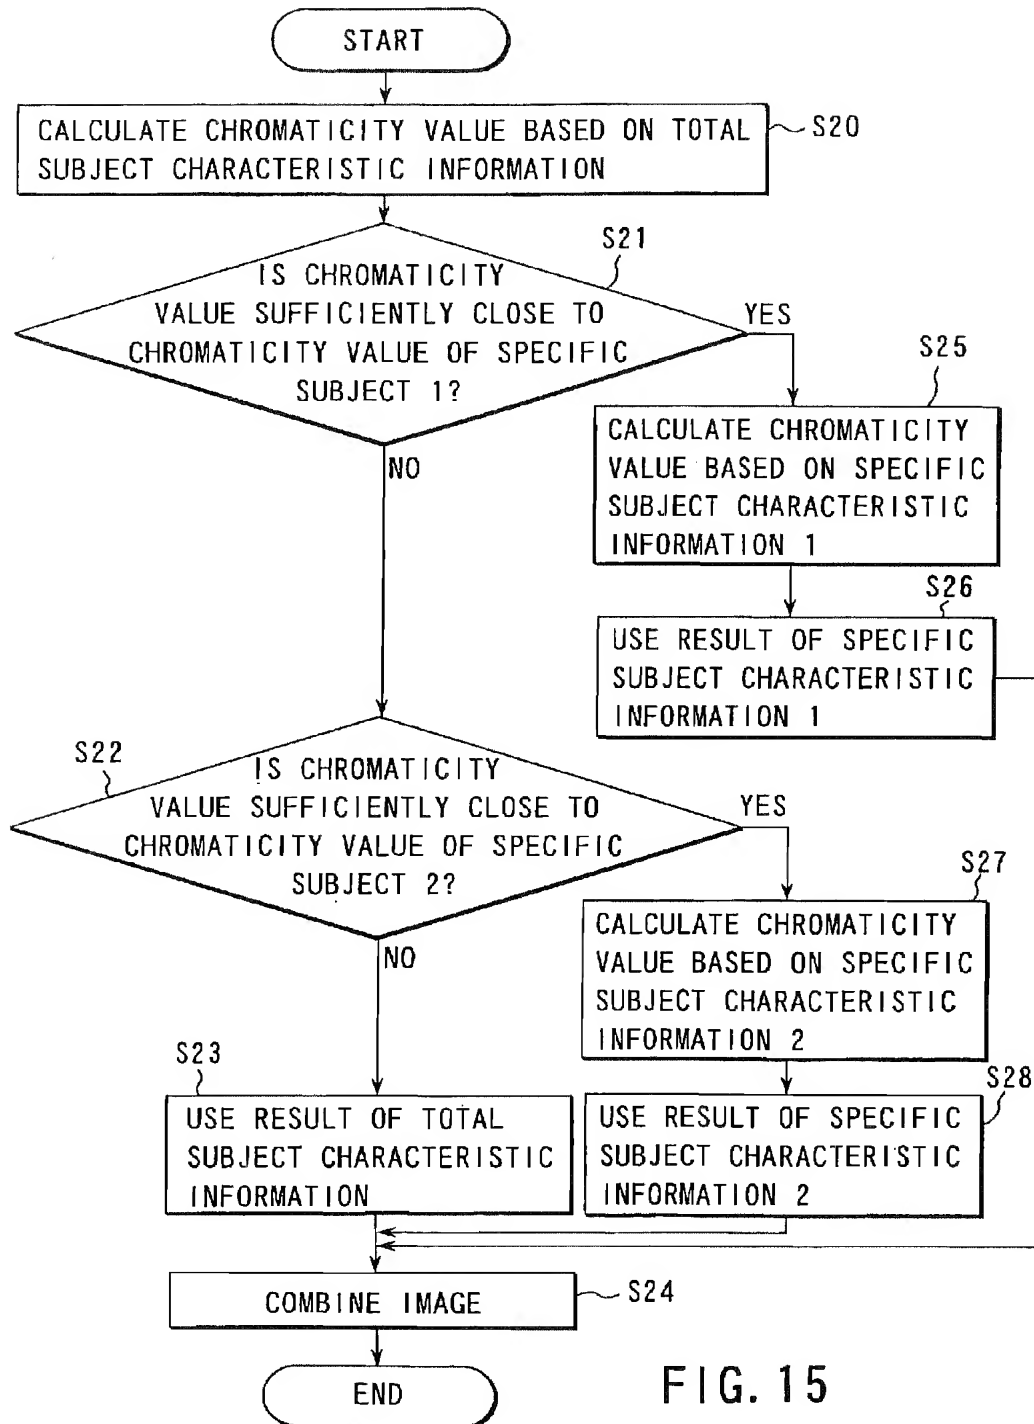 START
CALCULATE CHROMATICITY VALUE BASED ON TOTAL
SUBJECT CHARACTERISTIC INFORMATION
S20
S21
IS CHROMATICITY
VALUE SUFFICIENTLY CLOSE TO
CHROMATICITY VALUE OF SPECIFIC
SUBJECT 1?
YES
NO
S25
CALCULATE CHROMATICITY
VALUE BASED ON SPECIFIC
SUBJECT CHARACTERISTIC
INFORMATION 1
S26
USE RESULT OF SPECIFIC
SUBJECT CHARACTERISTIC
INFORMATION 1
S22
IS CHROMATICITY
VALUE SUFFICIENTLY CLOSE TO
CHROMATICITY VALUE OF SPECIFIC
SUBJECT 2?
YES
NO
S27
CALCULATE CHROMATICITY
VALUE BASED ON SPECIFIC
SUBJECT CHARACTERISTIC
INFORMATION 2
S23
USE RESULT OF TOTAL
SUBJECT CHARACTERISTIC
INFORMATION
S28
USE RESULT OF SPECIFIC
SUBJECT CHARACTERISTIC
INFORMATION 2
COMBINE IMAGE
S24
END
FIG. 15